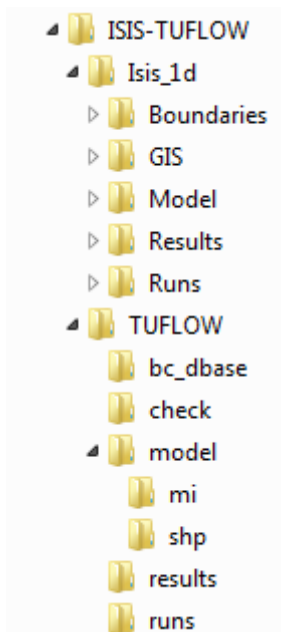 ISIS-TUFLOW
Isis_1d
Boundaries
GIS
Model
Results
Runs
TUFLOW
bc_dbase
check
model
mi
shp
results
runs